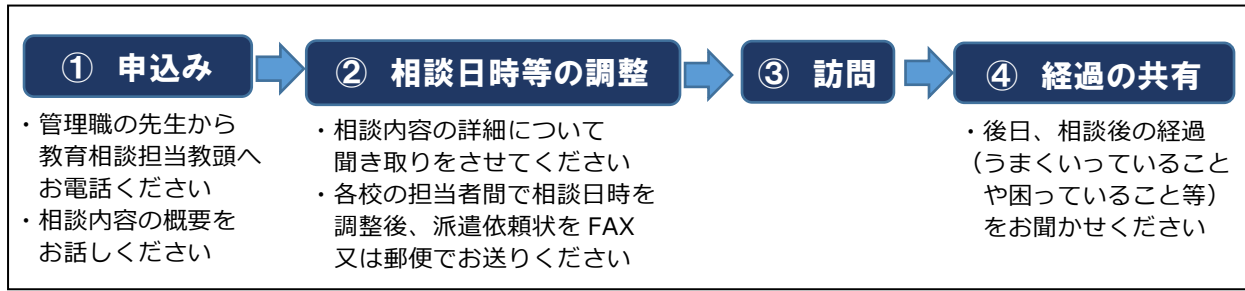 ① 申込み
・管理職の先生から
教育相談担当教頭へ
お電話ください
・相談内容の概要を
お話しください
② 相談日時等の調整
・相談内容の詳細について
聞き取りをさせてください
・各校の担当者間で相談日時を
調整後、派遣依頼状を FAX
又は郵便でお送りください
③ 訪問
④ 経過の共有
・後日、相談後の経過
（うまくいっていること
や困っていること等）
をお聞かせください